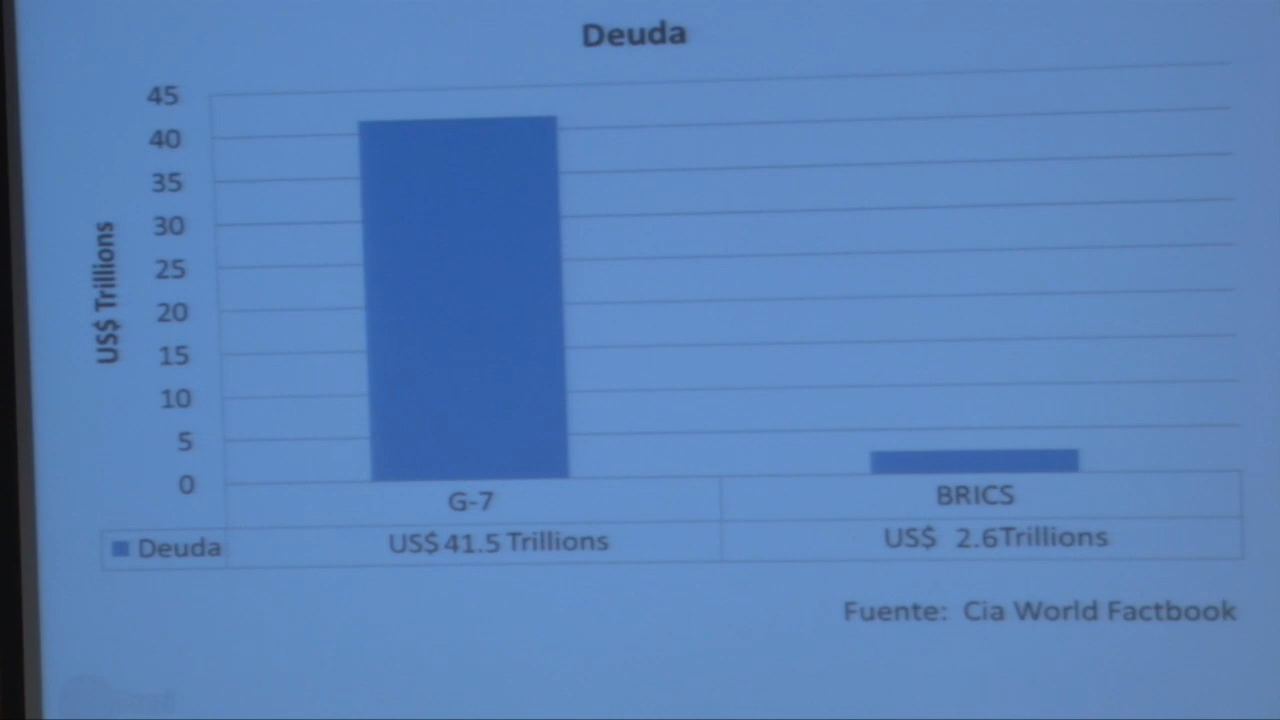 Deuda
45
40
35
30
25
20
15
10
5
0
US$ Trillions
G-7 BRICS
Deuda US$ 41.5 Trillions US$ 2.6Trillions
Fuente: Cia World Factbook